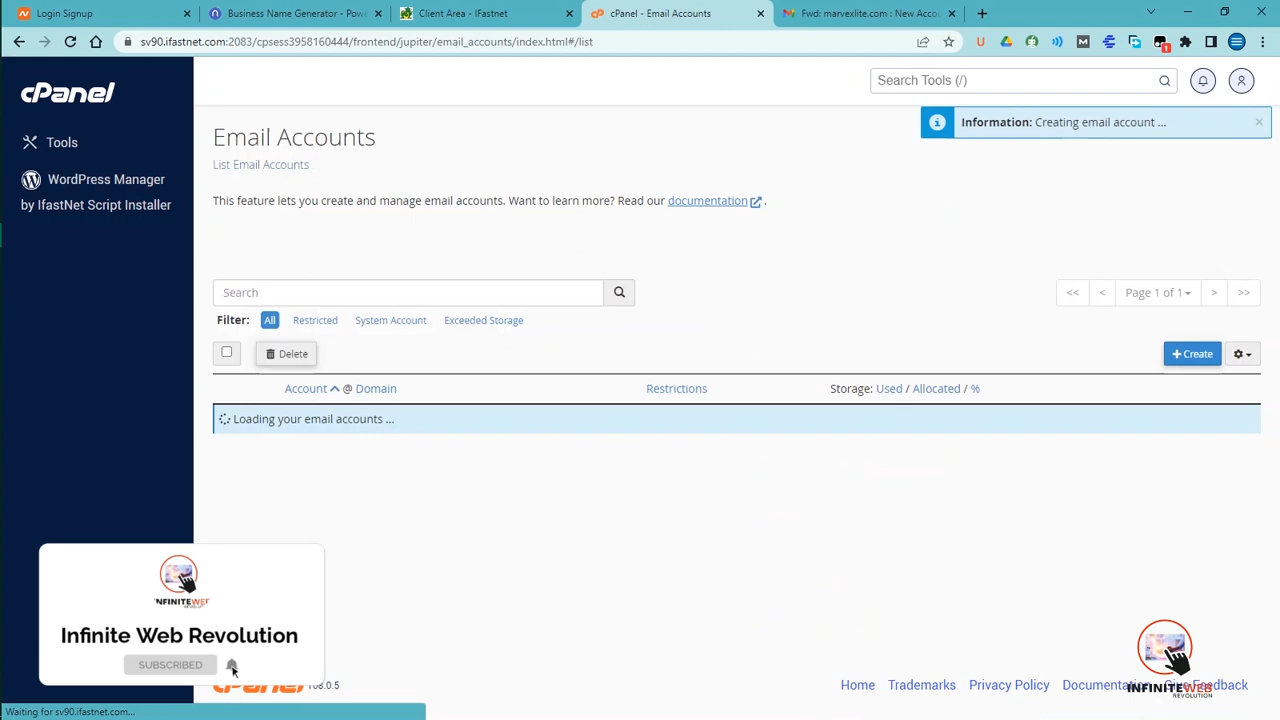 Login Signup
Business Name Generator - Pow
Client Area - IFastnet
cPanel - Email Accounts
Fwd: marvexlite.com : New Acco
sv90.ifastnet.com:2083/cpsess3958160444/frontend/jupiter/email_accounts/index.html#/list
1
cPanel
Search Tools (/)
Information: Creating email account ...
Tools
WordPress Manager
by IfastNet Script Installer
Email Accounts
List Email Accounts
This feature lets you create and manage email accounts. Want to learn more? Read our documentation .
Search
<< < Page 1 of 1 > >>
Filter: All Restricted System Account Exceeded Storage
Delete
+ Create
Account @ Domain Restrictions Storage: Used / Allocated / %
Loading your email accounts ...
INFINITEWEB
Infinite Web Revolution
SUBSCRIBED
Home Trademarks Privacy Policy Give Feedback
INFINITEWEB
REVOLUTION
Waiting for sv90.ifastnet.com...